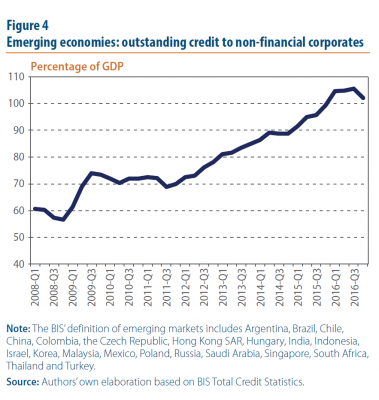 Figure 4
Emerging economies: outstanding credit to non-financial corporates
Percentage of GDP
110
100
90
80
70
60
50
40
2008-Q1
2008-Q3
2009-Q1
2009-Q3
2010-Q1
2010-Q3
2011-Q1
2011-Q3
2012-Q1
2012-Q3
2013-Q1
2013-Q3
2014-Q1
2014-Q3
2015-Q1
2015-Q3
2016-Q1
2016-Q3
Note: The BIS' definition of emerging markets includes Argentina, Brazil, Chile,
China, Colombia, the Czech Republic, Hong Kong SAR, Hungary, India, Indonesia,
Israel, Korea, Malaysia, Mexico, Poland, Russia, Saudi Arabia, Singapore, South Africa,
Thailand and Turkey.
Source: Authors' own elaboration based on BIS Total Credit Statistics.